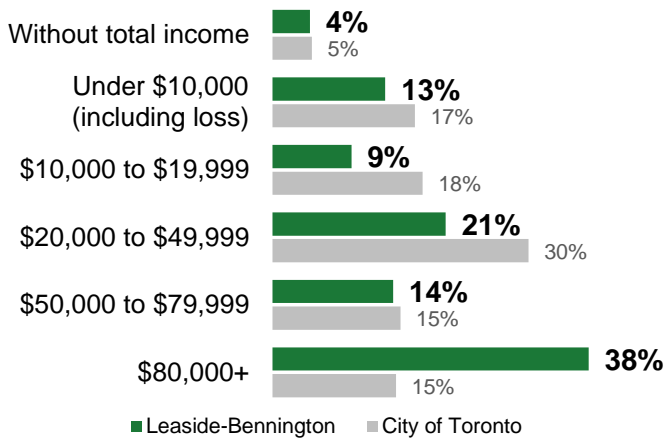 Without total income
4%
5%
Under $10,000
(including loss)
13%
17%
$10,000 to $19,999
9%
18%
$20,000 to $49,999
21%
30%
$50,000 to $79,999
14%
15%
$80,000+
38%
15%
Leaside-Bennington City of Toronto